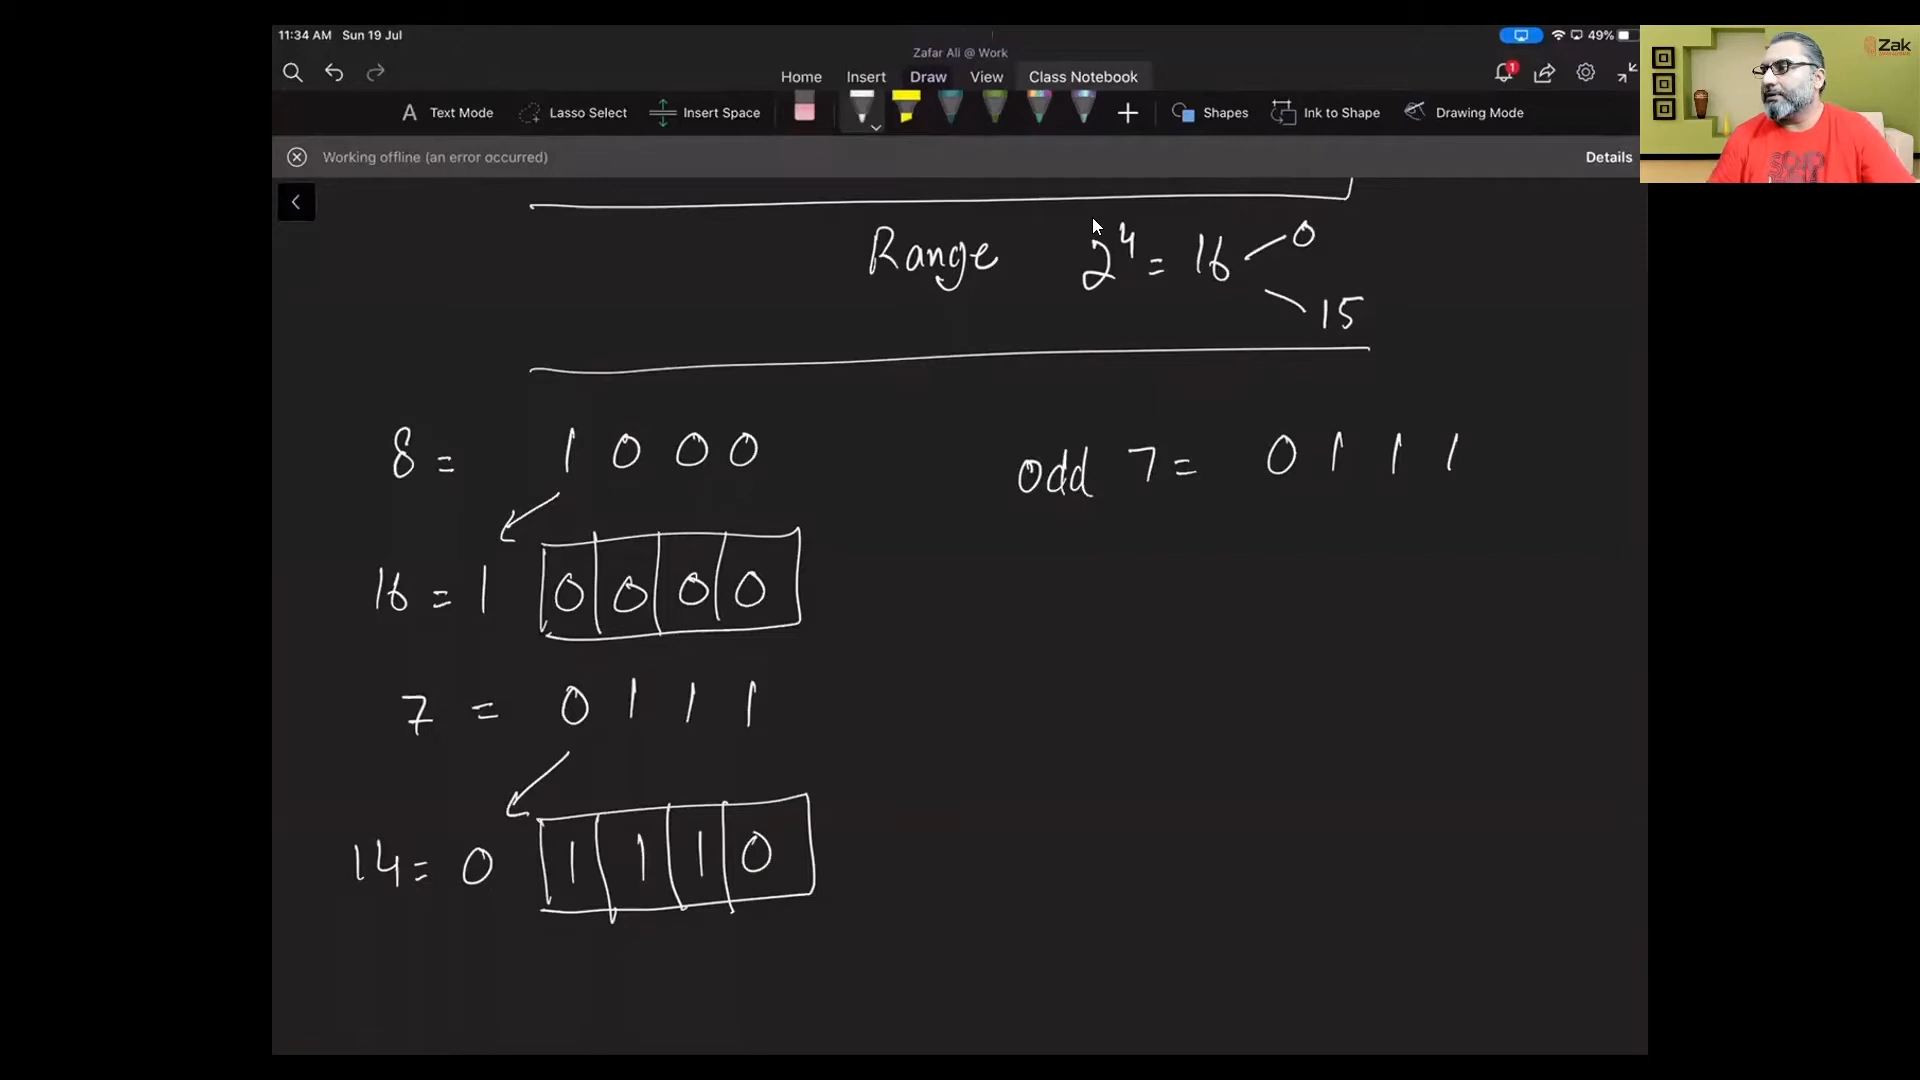 11:34 AM Sun 19 Jul
49%
Zafar Ali @ Work
Home Insert Draw View Class Notebook
1
A Text Mode Lasso Select Insert Space Shapes Ink to Shape Drawing Mode
Working offline (an error occurred) Details
Zak
Range 2⁴ = 16 0
15
8 = 1 0 0 0
odd 7 = 0 1 1 1
16 = 1 0 0 0 0
7 = 0 1 1 1
14 = 0 1 1 1 0